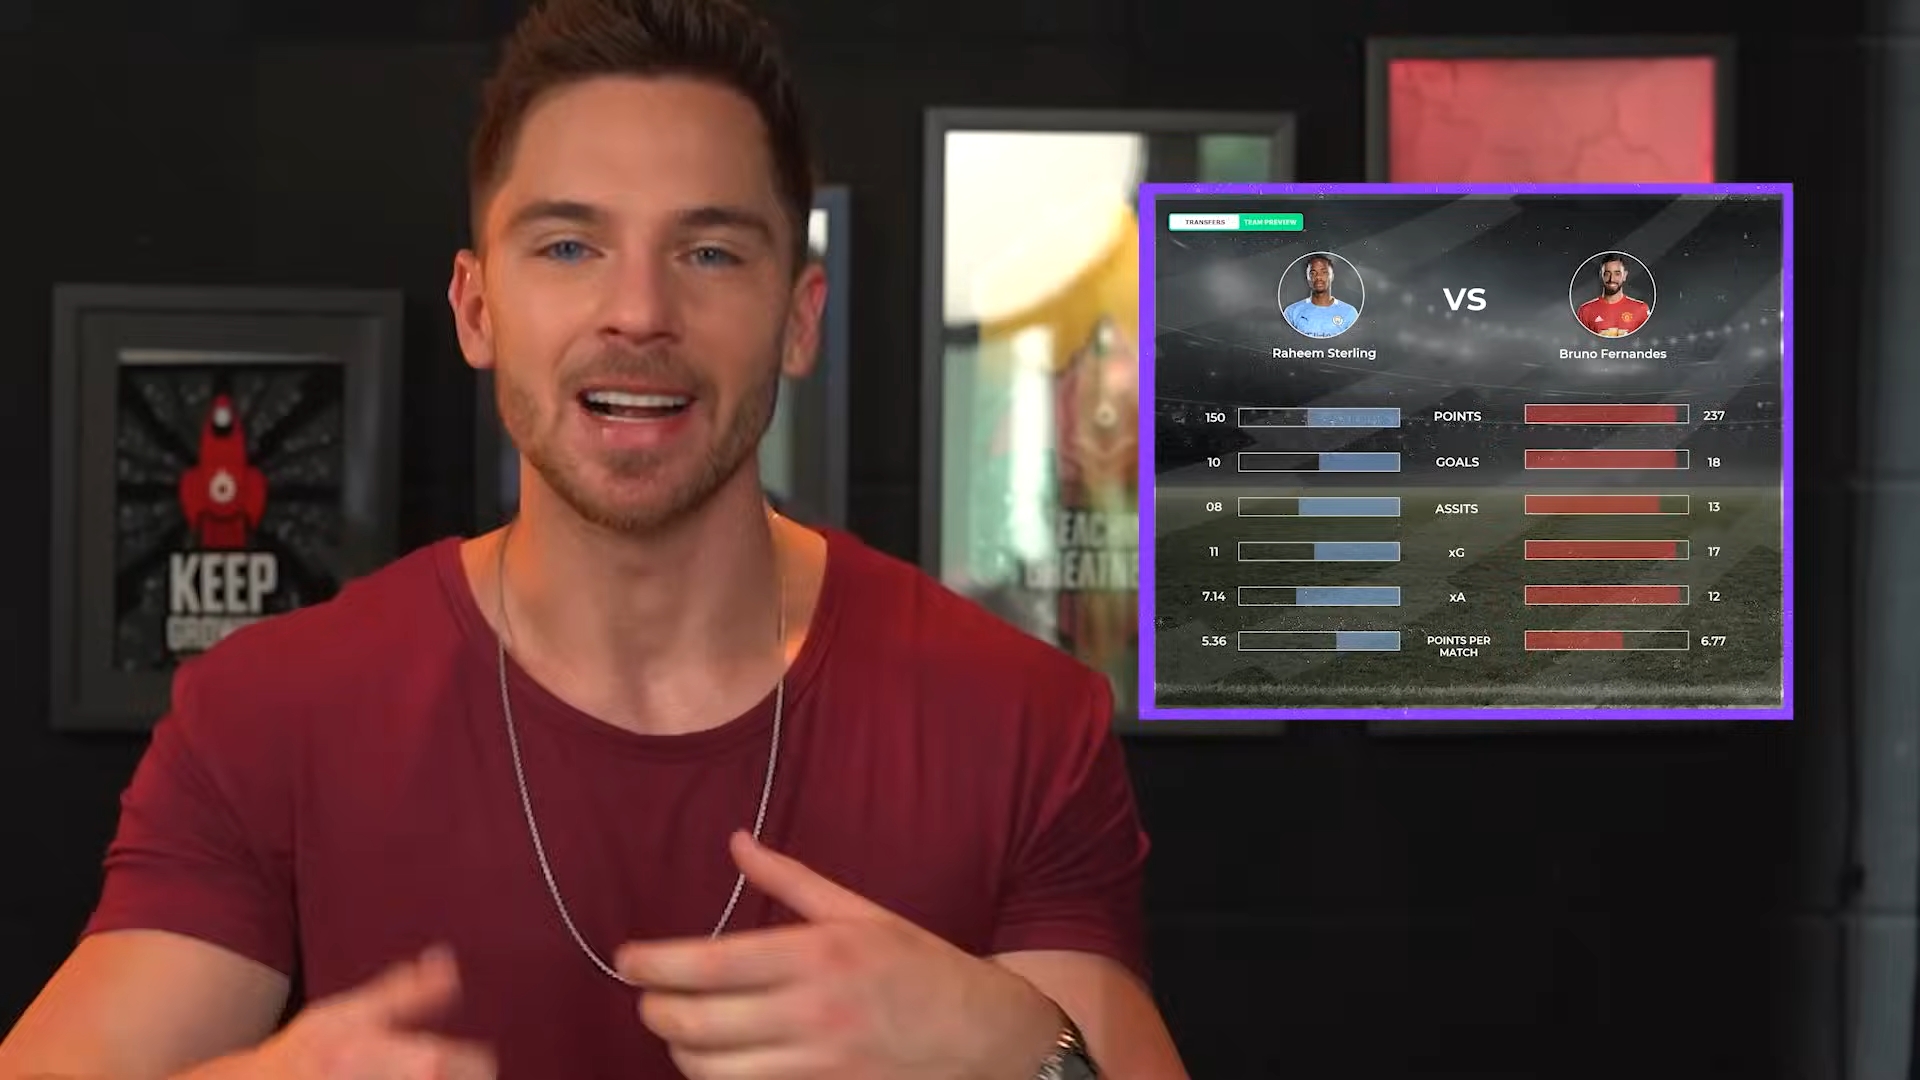 TRANSFERS TEAM PREVIEW
VS
Raheem Sterling Bruno Fernandes
150 POINTS 237
10 GOALS 18
08 ASSITS 13
11 xG 17
7.14 xA 12
5.36 POINTS PER MATCH 6.77
KEEP